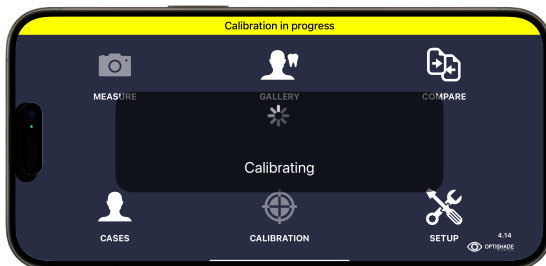 Calibration in progress
MEASURE
GALLERY
COMPARE
Calibrating
CASES
CALIBRATION
SETUP
4.14
OPTISHADE